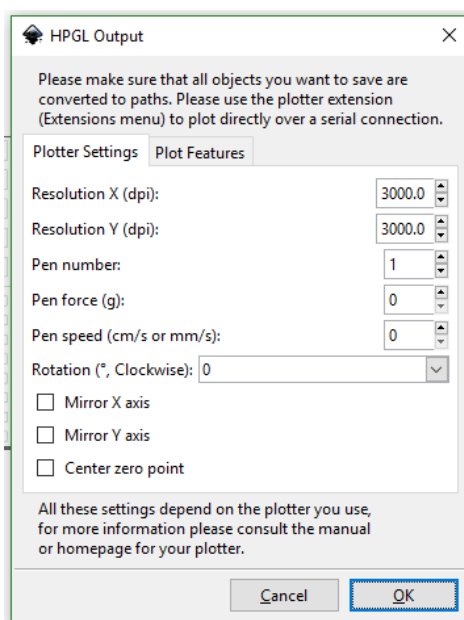 HPGL Output
Please make sure that all objects you want to save are
converted to paths. Please use the plotter extension
(Extensions menu) to plot directly over a serial connection.
Plotter Settings Plot Features
Resolution X (dpi): 3000.0
Resolution Y (dpi): 3000.0
Pen number: 1
Pen force (g): 0
Pen speed (cm/s or mm/s): 0
Rotation (°, Clockwise): 0
Mirror X axis
Mirror Y axis
Center zero point
All these settings depend on the plotter you use,
for more information please consult the manual
or homepage for your plotter.
Cancel OK